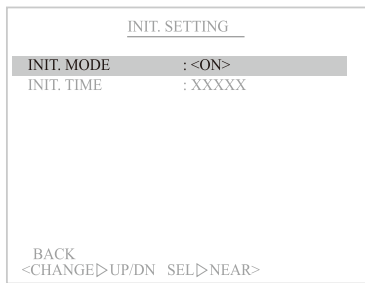 INIT. SETTING
INIT. MODE : <ON>
INIT. TIME : XXXXX
BACK
<CHANGE▷UP/DN SEL▷NEAR>